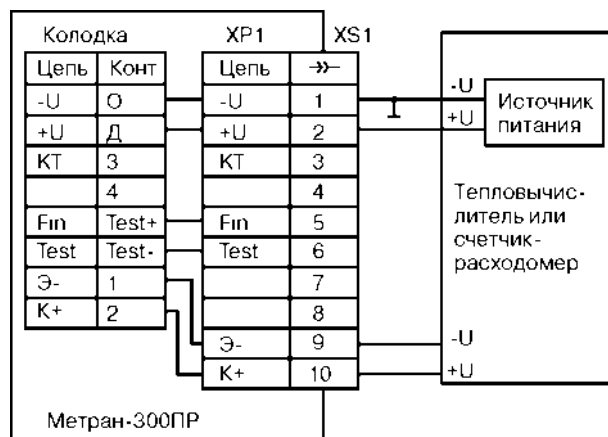 Колодка XP1 XS1
Цепь Конт Цепь
-U О -U 1 -U
+U Д +U 2 +U
Источник
питания
КТ 3 КТ 3
4 4
Fin Test+ Fin 5
Test Test- Test 6
Тепловычис-
литель или
счетчик-
расходомер
Э- 1 7
К+ 2 8
Э- 9 -U
К+ 10 +U
Метран-300ПР